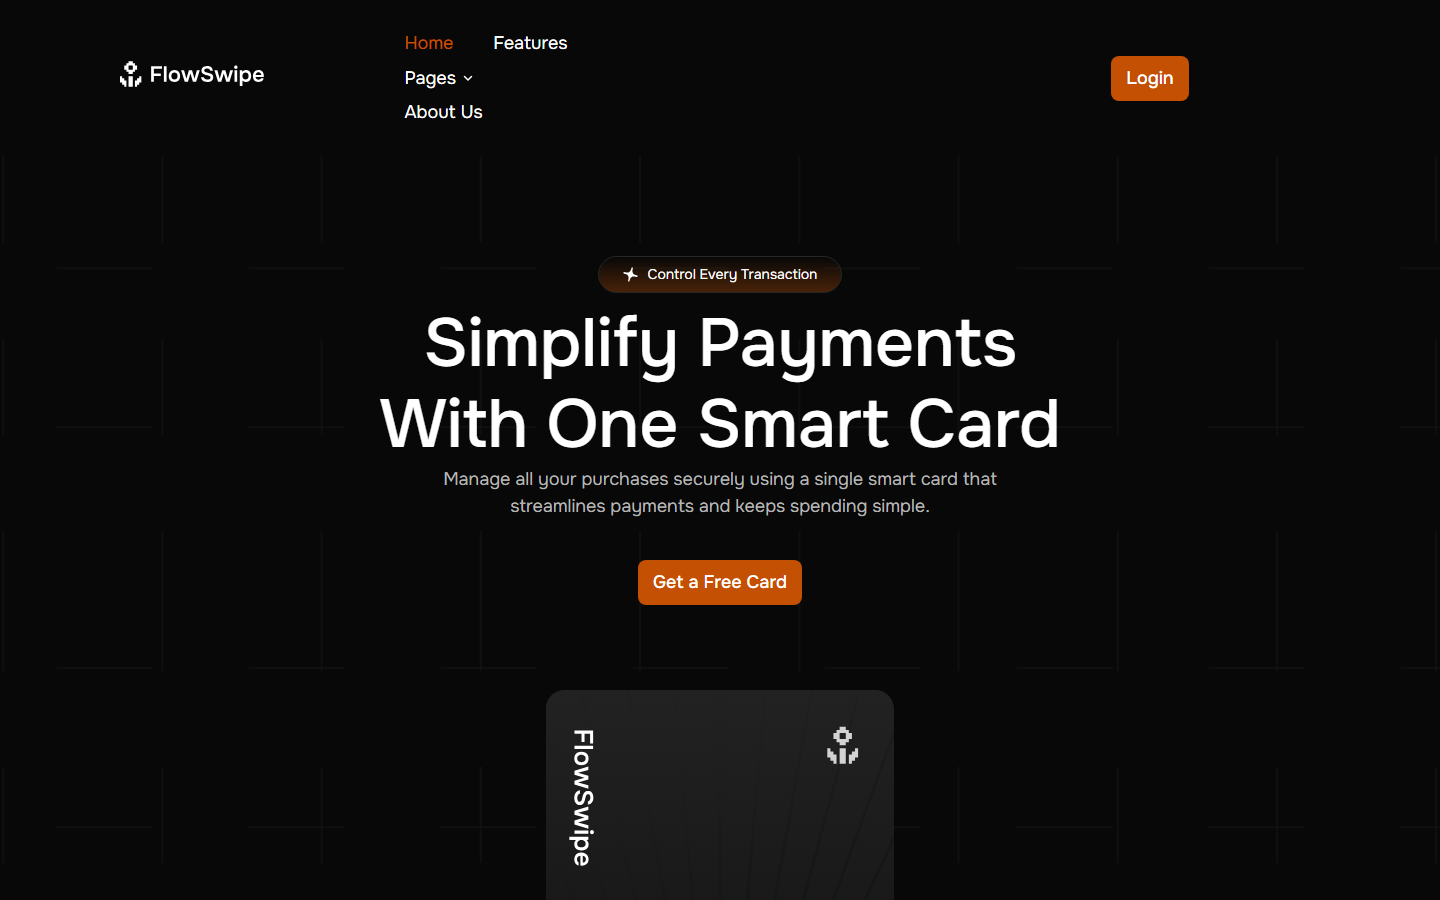 FlowSwipe
Home
Features
Pages
About Us
Login
Control Every Transaction
Simplify Payments
With One Smart Card
Manage all your purchases securely using a single smart card that
streamlines payments and keeps spending simple.
Get a Free Card
FlowSwipe